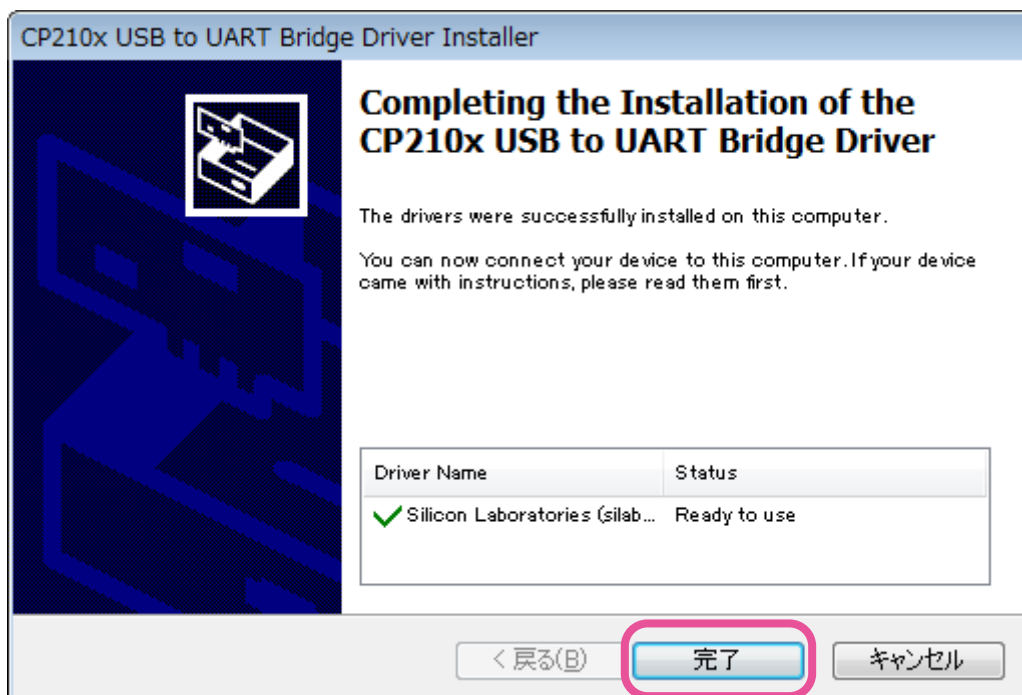 CP210x USB to UART Bridge Driver Installer
Completing the Installation of the
CP210x USB to UART Bridge Driver
The drivers were successfully installed on this computer.
You can now connect your device to this computer. If your device
came with instructions, please read them first.
Driver Name Status
Silicon Laboratories (silab... Ready to use
< 戻る(B) 完了 キャンセル